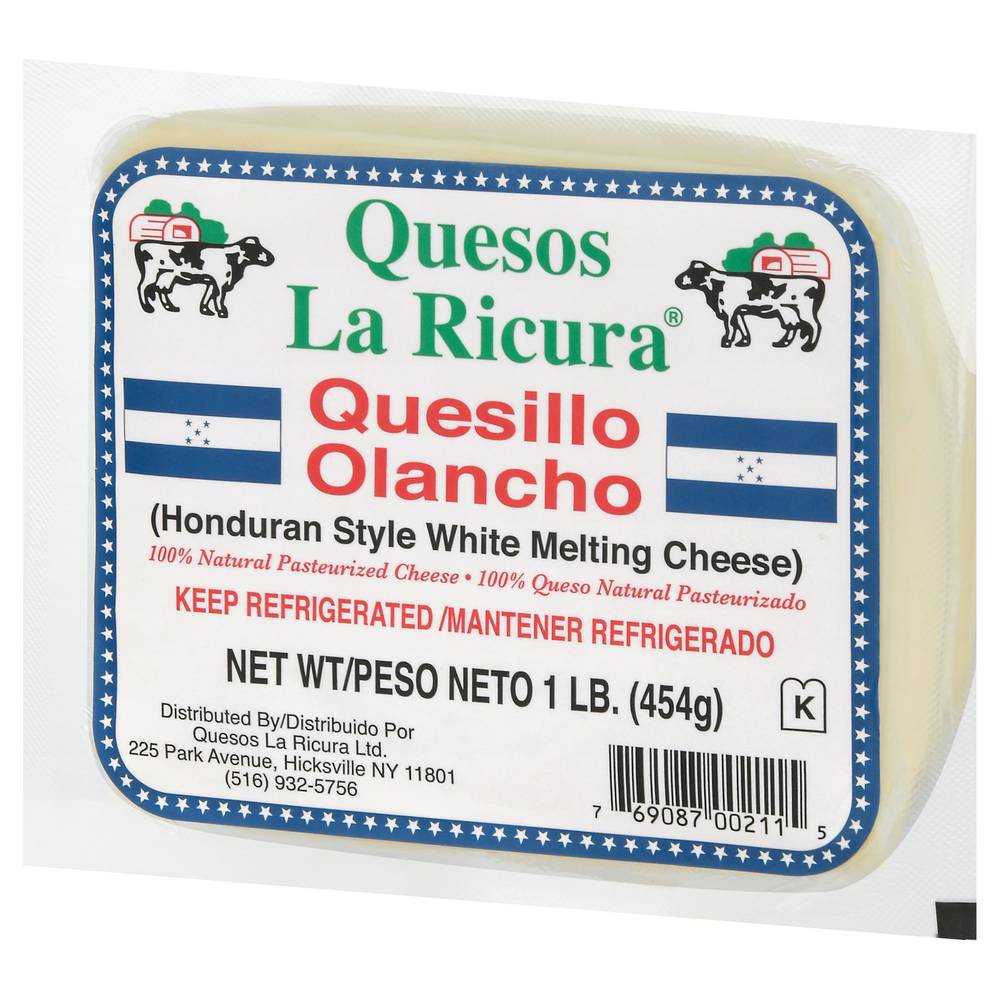 Quesos
La Ricura®
Quesillo
Olancho
(Honduran Style White Melting Cheese)
100% Natural Pasteurized Cheese • 100% Queso Natural Pasteurizado
KEEP REFRIGERATED /MANTENER REFRIGERADO
NET WT/PESO NETO 1 LB. (454g)
K
Distributed By/Distribuido Por
Quesos La Ricura Ltd.
225 Park Avenue, Hicksville NY 11801
(516) 932-5756
7 69087 00211 5